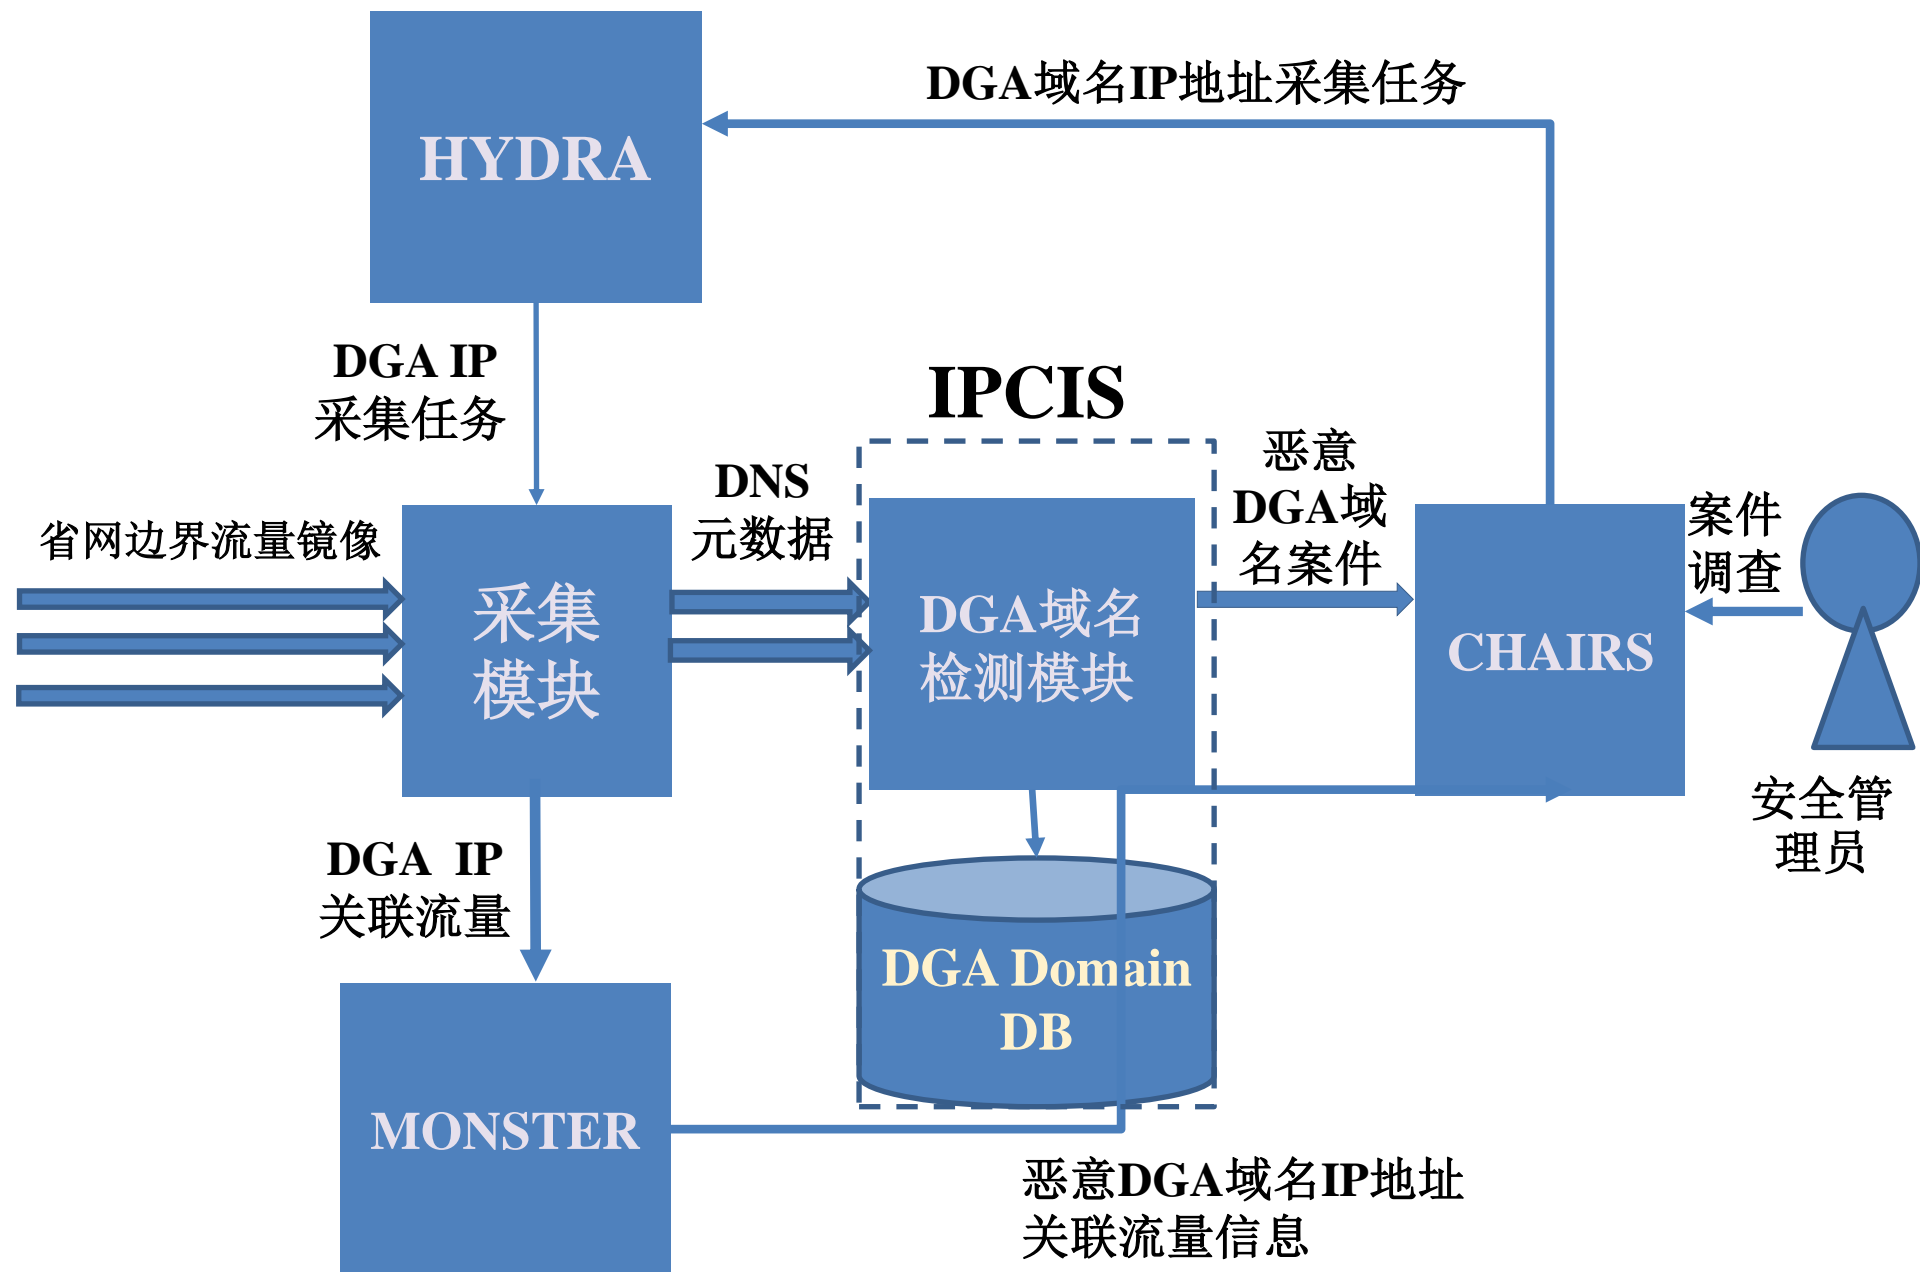 HYDRA
DGA域名IP地址采集任务
DGA IP
采集任务
IPCIS
省网边界流量镜像
DNS
元数据
恶意
DGA域
名案件
案件
调查
采集
模块
DGA域名
检测模块
CHAIRS
安全管
理员
DGA IP
关联流量
DGA Domain
DB
MONSTER
恶意DGA域名IP地址
关联流量信息